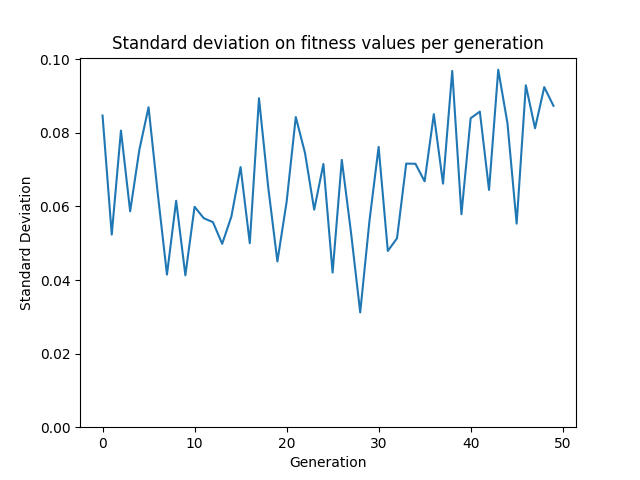 Standard deviation on fitness values per generation
0.10
0.08
0.06
0.04
0.02
0.00
Standard Deviation
0 10 20 30 40 50
Generation